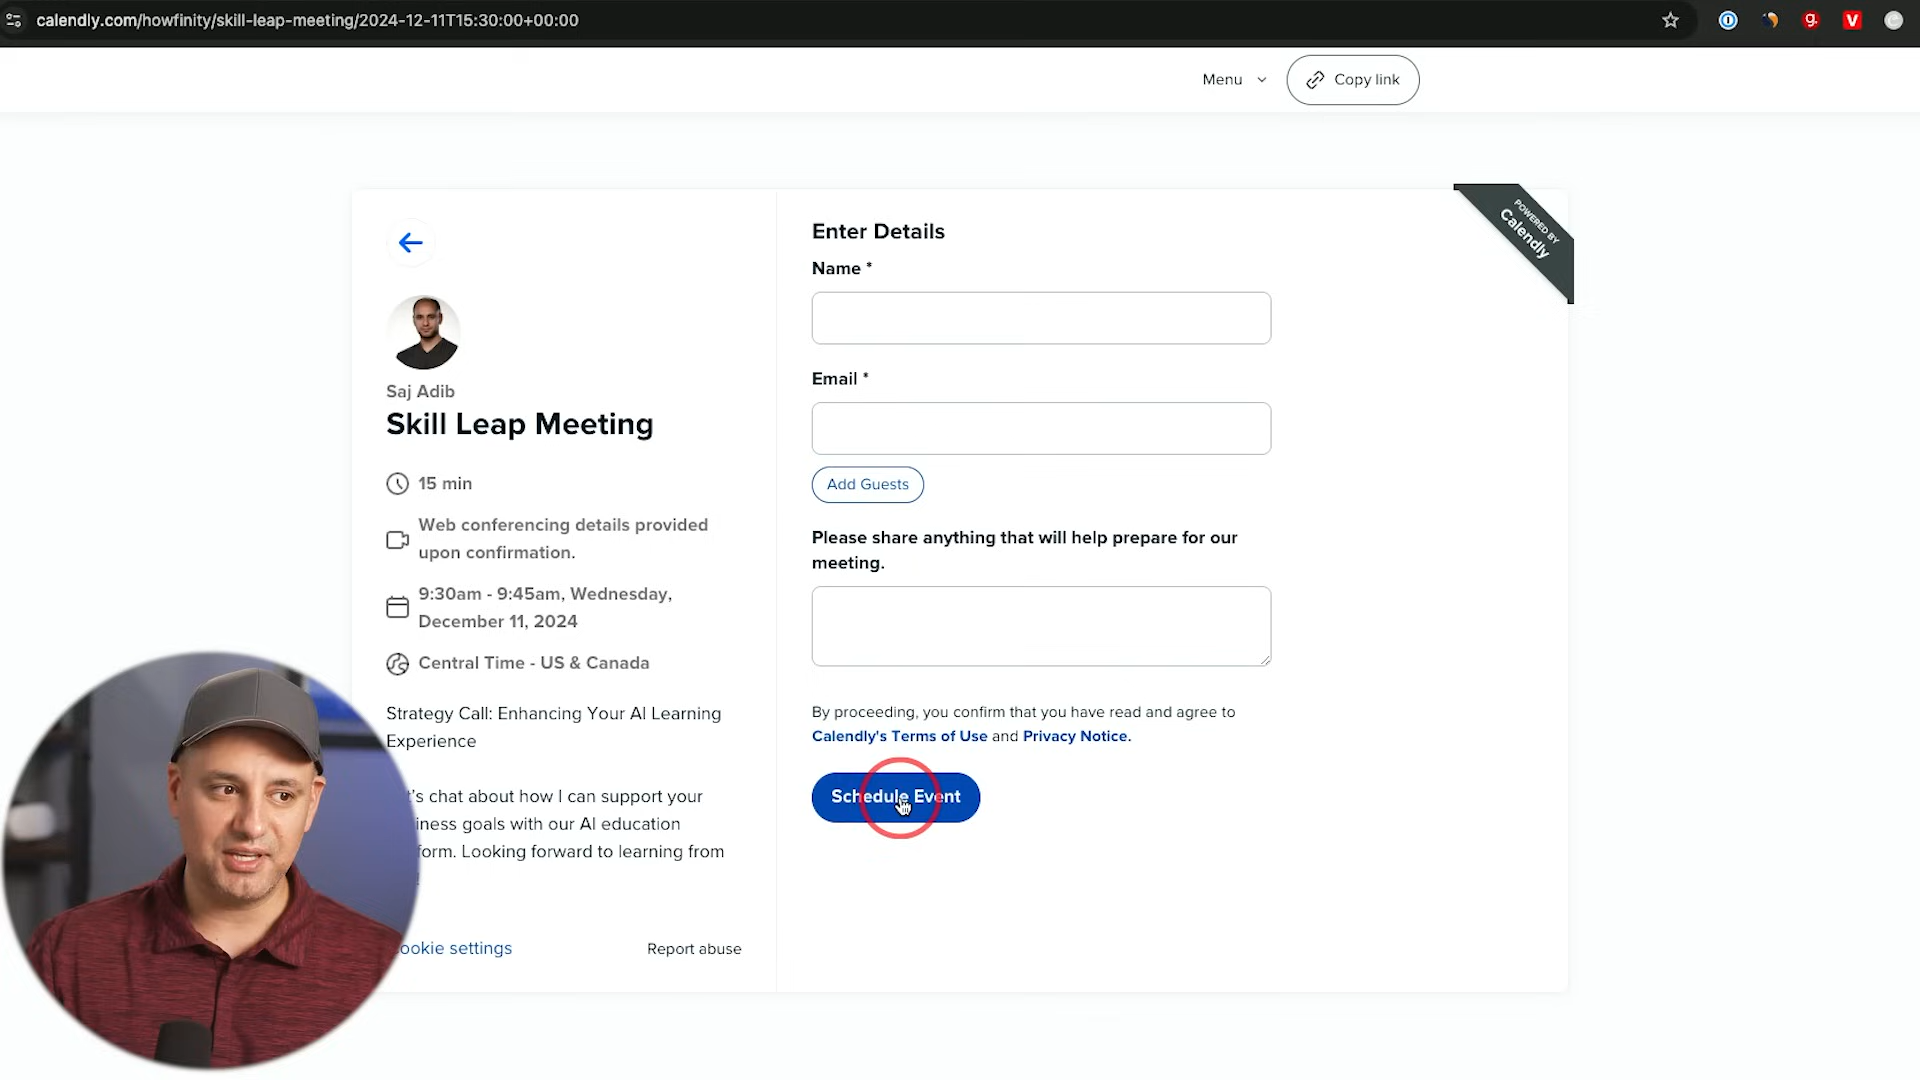 calendly.com/howfinity/skill-leap-meeting/2024-12-11T15:30:00+00:00
Menu
Copy link
POWERED BY
Calendly
Saj Adib
Skill Leap Meeting
15 min
Web conferencing details provided
upon confirmation.
9:30am - 9:45am, Wednesday,
December 11, 2024
Central Time - US & Canada
Strategy Call: Enhancing Your AI Learning
Experience
's chat about how I can support your
iness goals with our AI education
form. Looking forward to learning from
ookie settings
Report abuse
Enter Details
Name *
Email *
Add Guests
Please share anything that will help prepare for our
meeting.
By proceeding, you confirm that you have read and agree to
Calendly's Terms of Use and Privacy Notice.
Schedule Event